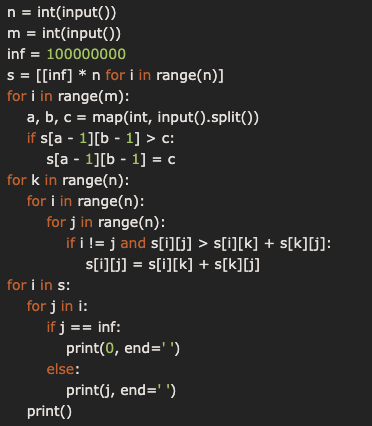 n = int(input())
m = int(input())
inf = 100000000
s = [[inf] * n for i in range(n)]
for i in range(m):
    a, b, c = map(int, input().split())
    if s[a - 1][b - 1] > c:
        s[a - 1][b - 1] = c
for k in range(n):
    for i in range(n):
        for j in range(n):
            if i != j and s[i][j] > s[i][k] + s[k][j]:
                s[i][j] = s[i][k] + s[k][j]
for i in s:
    for j in i:
        if j == inf:
            print(0, end=' ')
        else:
            print(j, end=' ')
    print()